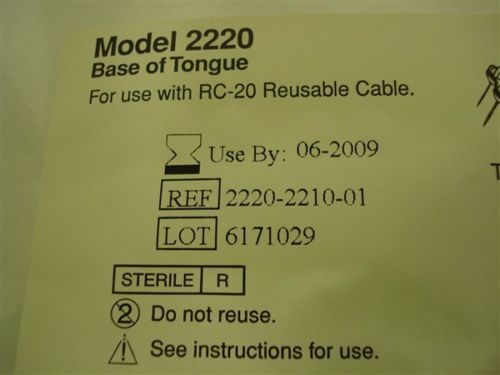 Model 2220
Base of Tongue
For use with RC-20 Reusable Cable.
Use By: 06-2009
REF 2220-2210-01
LOT 6171029
STERILE R
2 Do not reuse.
! See instructions for use.
T